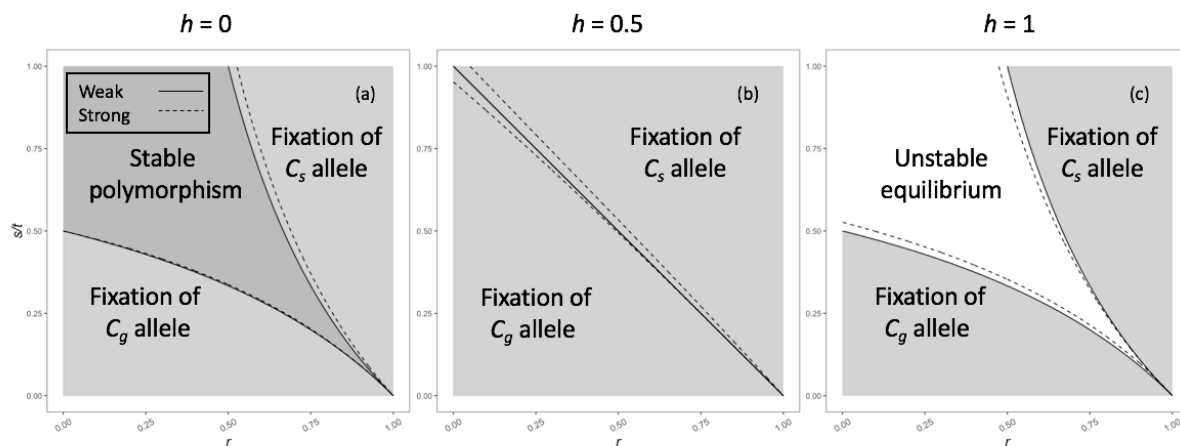 h = 0
h = 0.5
h = 1
1.00
0.75
0.50
0.25
0.00
s/t
Weak
Strong
(a)
Stable
polymorphism
Fixation of
Cs allele
Fixation of
Cg allele
0.00
0.25
0.50
0.75
1.00
r
1.00
0.75
0.50
0.25
0.00
(b)
Fixation of
Cs allele
Fixation of
Cg allele
0.00
0.25
0.50
0.75
1.00
r
1.00
0.75
0.50
0.25
0.00
(c)
Unstable
equilibrium
Fixation of
Cs allele
Fixation of
Cg allele
0.00
0.25
0.50
0.75
1.00
r